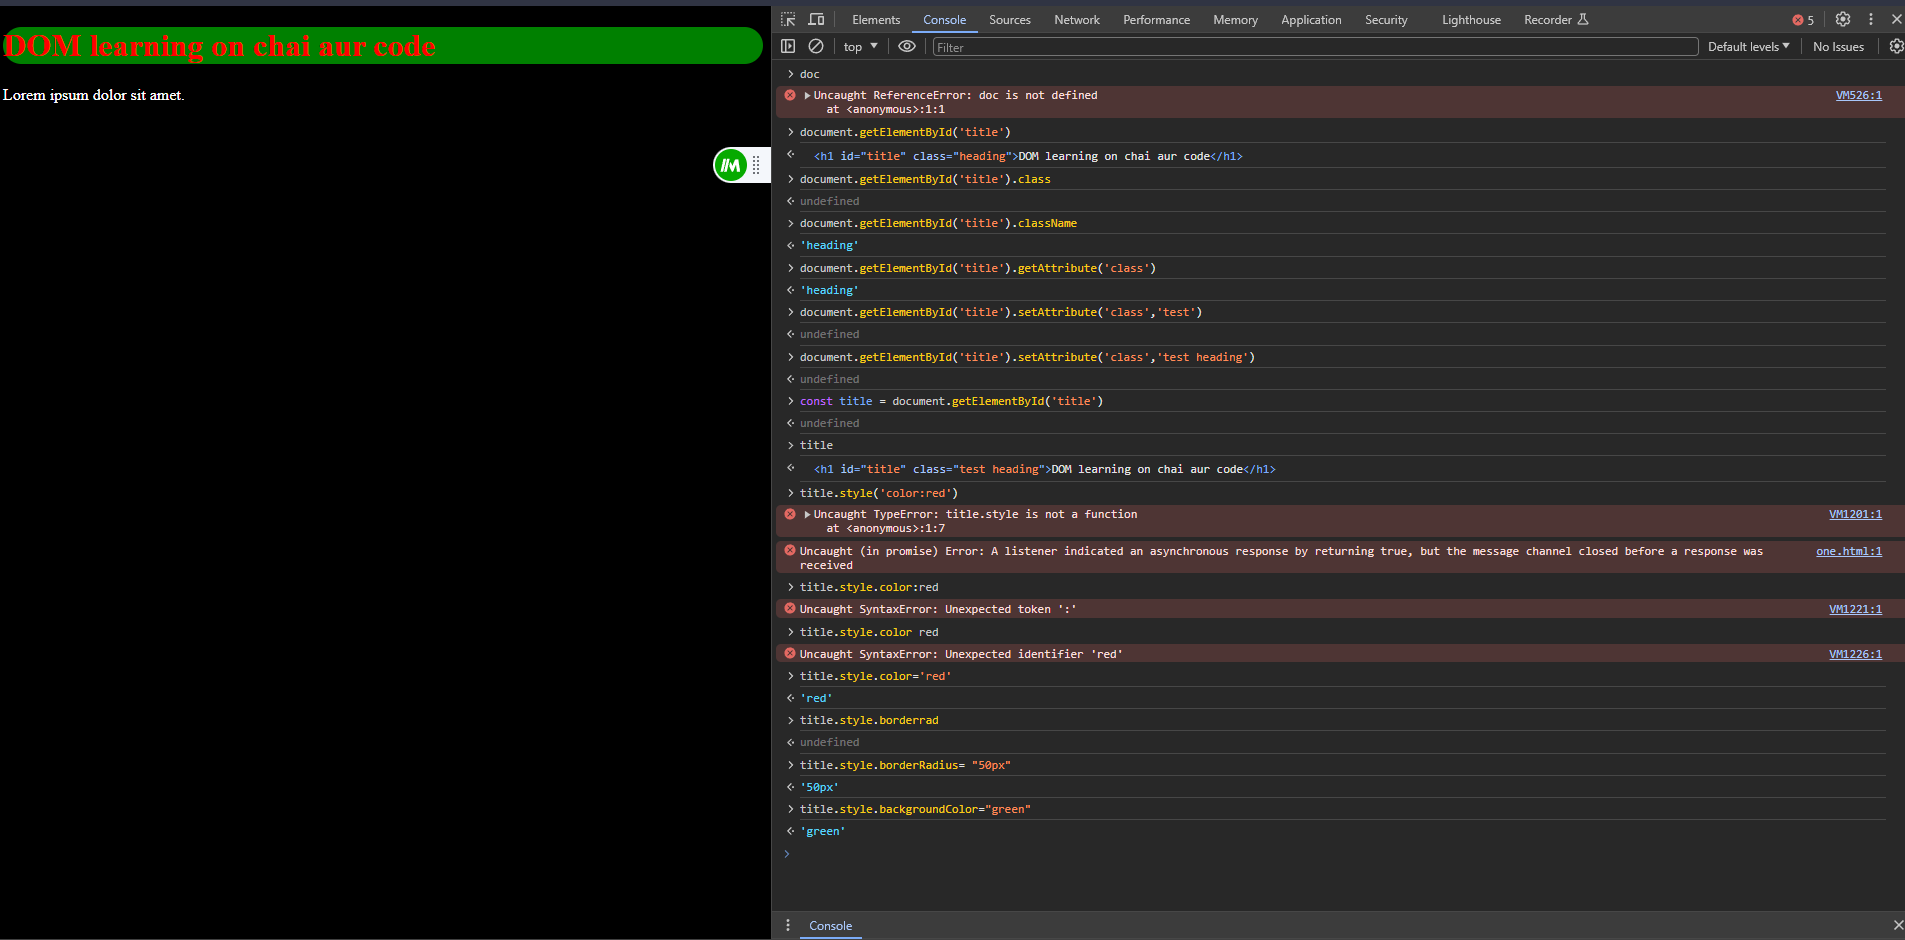 DOM learning on chai aur code
Lorem ipsum dolor sit amet.
Elements Console Sources Network Performance Memory Application Security Lighthouse Recorder 5
top Filter Default levels No Issues
doc
Uncaught ReferenceError: doc is not defined VM526:1
at <anonymous>:1:1
document.getElementById('title')
<h1 id="title" class="heading">DOM learning on chai aur code</h1>
document.getElementById('title').class
undefined
document.getElementById('title').className
'heading'
document.getElementById('title').getAttribute('class')
'heading'
document.getElementById('title').setAttribute('class','test')
undefined
document.getElementById('title').setAttribute('class','test heading')
undefined
const title = document.getElementById('title')
undefined
title
<h1 id="title" class="test heading">DOM learning on chai aur code</h1>
title.style('color:red')
Uncaught TypeError: title.style is not a function VM1201:1
at <anonymous>:1:7
Uncaught (in promise) Error: A listener indicated an asynchronous response by returning true, but the message channel closed before a response was one.html:1
received
title.style.color:red
Uncaught SyntaxError: Unexpected token ':' VM1221:1
title.style.color red
Uncaught SyntaxError: Unexpected identifier 'red' VM1226:1
title.style.color='red'
'red'
title.style.borderrad
undefined
title.style.borderRadius= "50px"
'50px'
title.style.backgroundColor="green"
'green'
Console